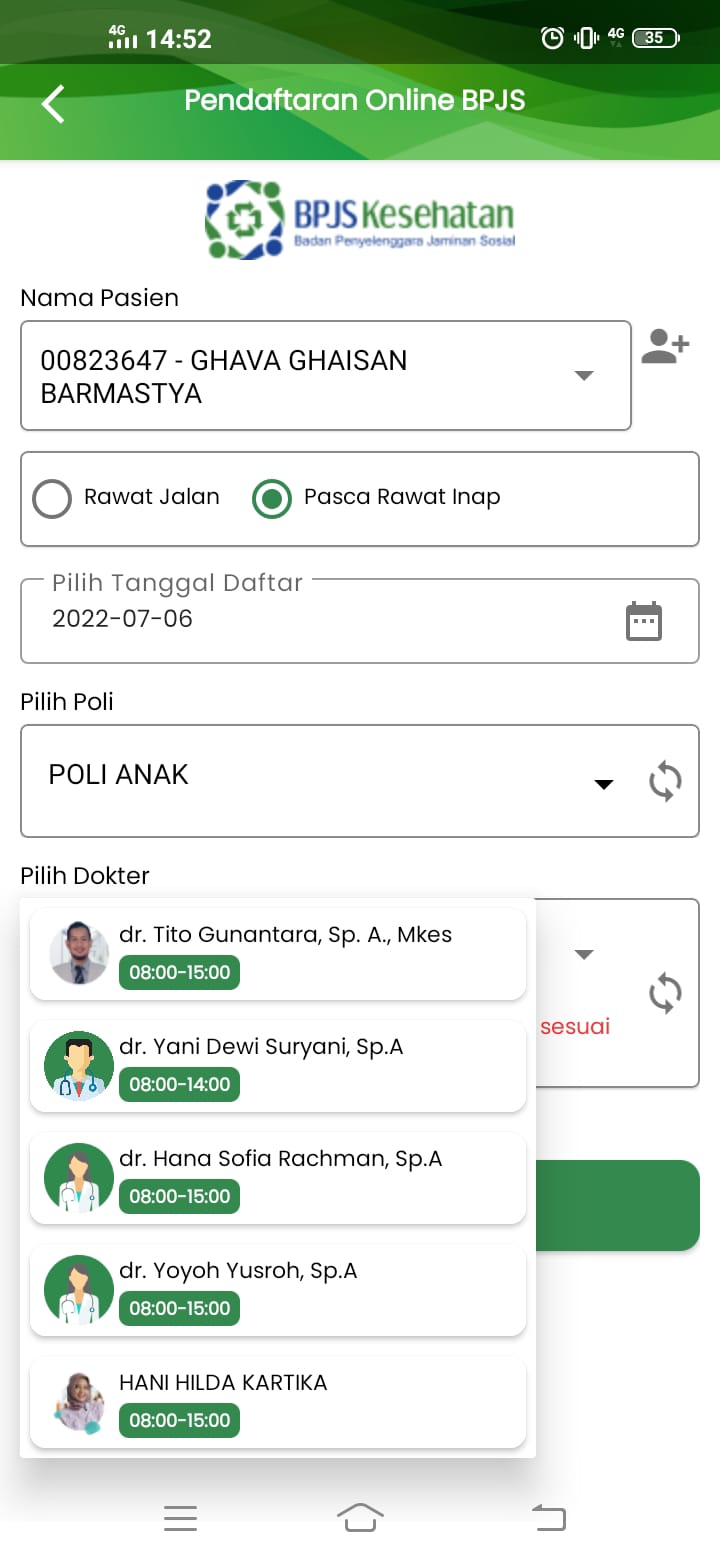 4G 14:52 4G 35
Pendaftaran Online BPJS
BPJS Kesehatan
Badan Penyelenggara Jaminan Sosial
Nama Pasien
00823647 - GHAVA GHAISAN
BARMASTYA
Rawat Jalan Pasca Rawat Inap
Pilih Tanggal Daftar
2022-07-06
Pilih Poli
POLI ANAK
Pilih Dokter
dr. Tito Gunantara, Sp. A., Mkes
08:00-15:00
sesuai
dr. Yani Dewi Suryani, Sp.A
08:00-14:00
dr. Hana Sofia Rachman, Sp.A
08:00-15:00
dr. Yoyoh Yusroh, Sp.A
08:00-15:00
HANI HILDA KARTIKA
08:00-15:00